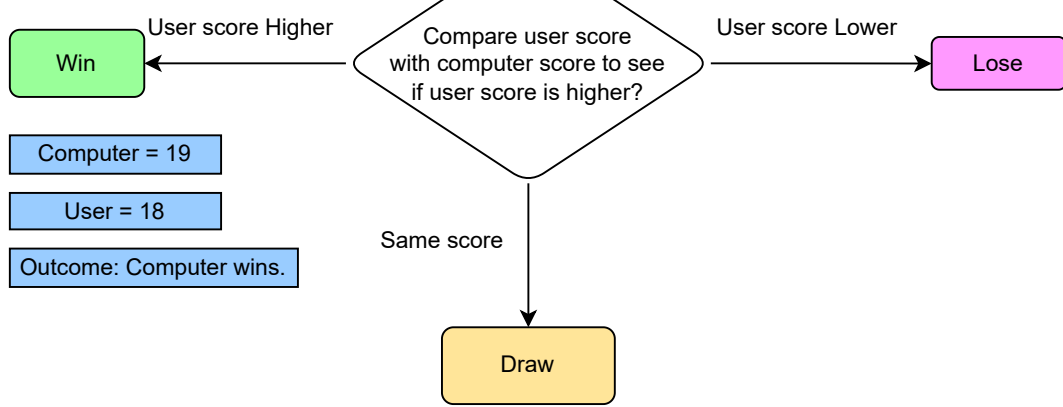 User score Higher
Compare user score
with computer score to see
if user score is higher?
User score Lower
Win
Lose
Computer = 19
User = 18
Outcome: Computer wins.
Same score
Draw